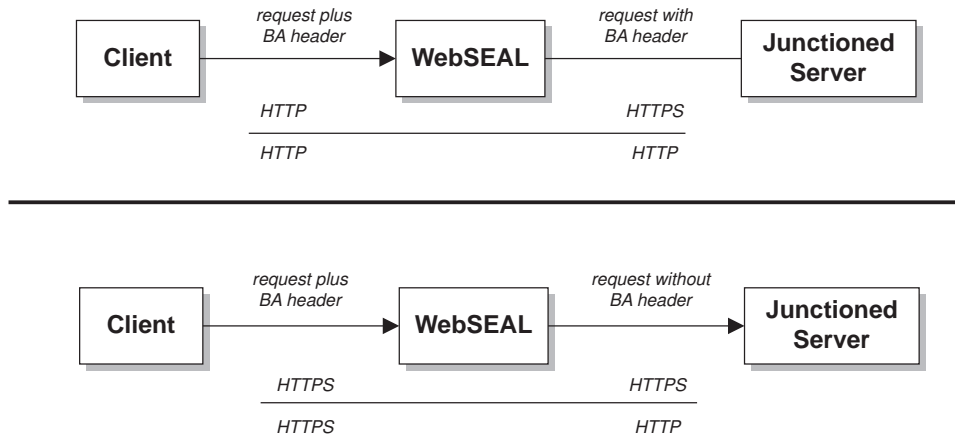 request plus
BA header
request with
BA header
Client
WebSEAL
Junctioned
Server
HTTP
HTTPS
HTTP
HTTP
request plus
BA header
request without
BA header
Client
WebSEAL
Junctioned
Server
HTTPS
HTTPS
HTTPS
HTTP